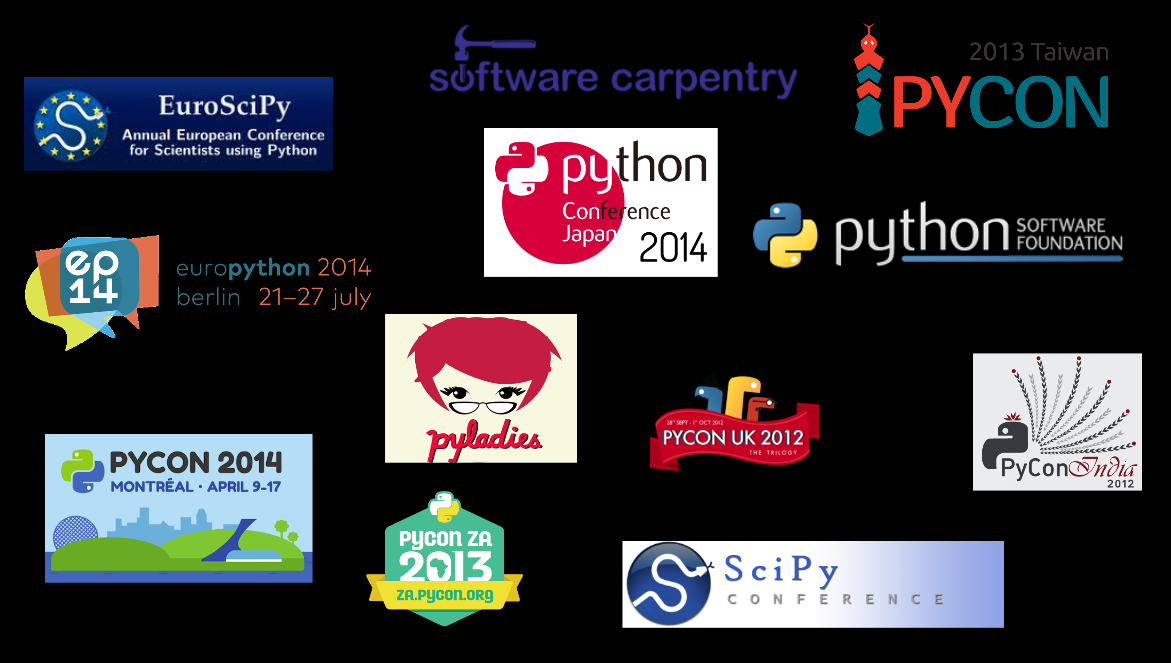 software carpentry
2013 Taiwan
PYCON
EuroSciPy
Annual European Conference
for Scientists using Python
python
Conference
Japan
2014
python SOFTWARE
FOUNDATION
ep
14
europython 2014
berlin 21–27 july
pyladies
28TH SEPT - 1ST OCT 2012
PYCON UK 2012
THE TRILOGY
PyCon India
2012
PYCON 2014
MONTRÉAL · APRIL 9-17
PYCON ZA
2013
ZA.PYCON.ORG
SciPy
CONFERENCE